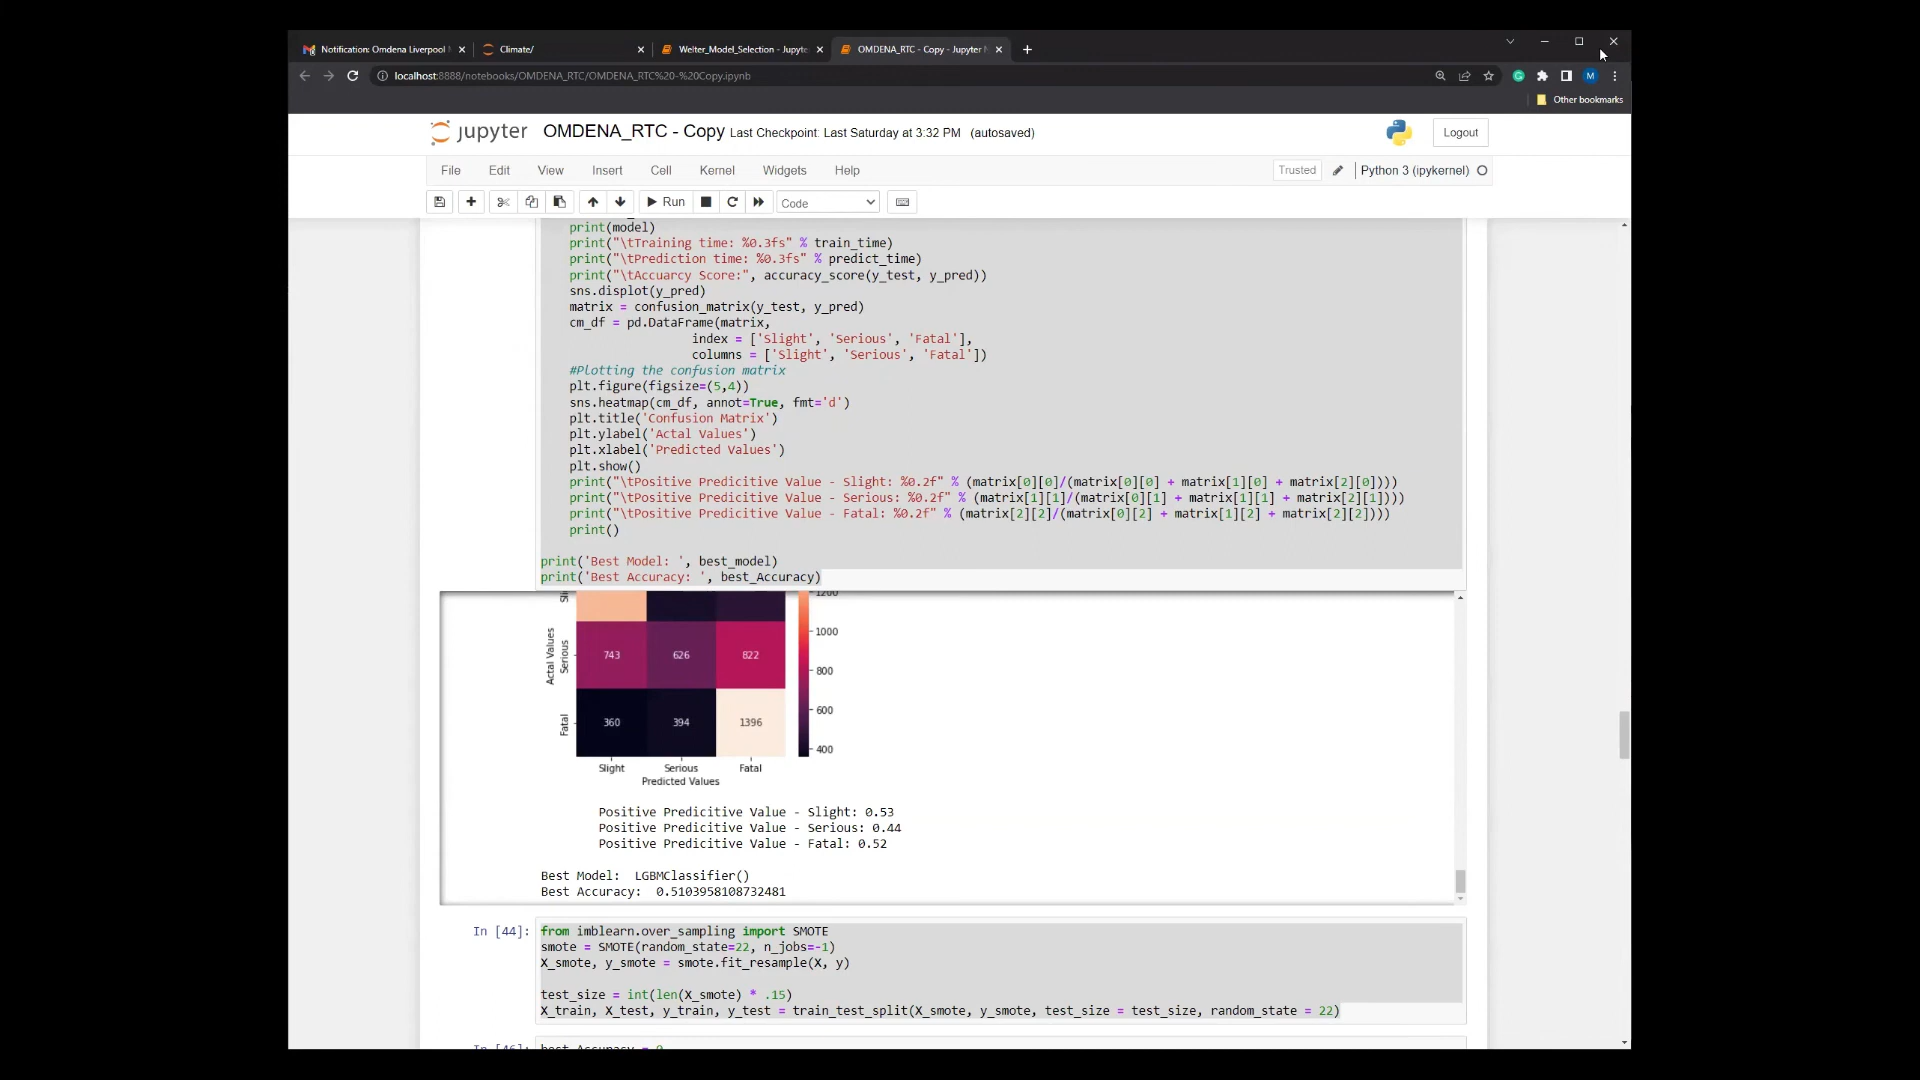 Notification: Omdena Liverpool
Climate/
Welter_Model_Selection - Jupyte
OMDENA_RTC - Copy - Jupyter N
localhost:8888/notebooks/OMDENA_RTC/OMDENA_RTC%20-%20Copy.ipynb
M
Other bookmarks
jupyter OMDENA_RTC - Copy Last Checkpoint: Last Saturday at 3:32 PM (autosaved)
Logout
File Edit View Insert Cell Kernel Widgets Help
Trusted
Python 3 (ipykernel)
Run
Code
print(model)
print("\tTraining time: %0.3fs" % train_time)
print("\tPrediction time: %0.3fs" % predict_time)
print("\tAccuarcy Score:", accuracy_score(y_test, y_pred))
sns.displot(y_pred)
matrix = confusion_matrix(y_test, y_pred)
cm_df = pd.DataFrame(matrix,
index = ['Slight', 'Serious', 'Fatal'],
columns = ['Slight', 'Serious', 'Fatal'])
#Plotting the confusion matrix
plt.figure(figsize=(5,4))
sns.heatmap(cm_df, annot=True, fmt='d')
plt.title('Confusion Matrix')
plt.ylabel('Actal Values')
plt.xlabel('Predicted Values')
plt.show()
print("\tPositive Predicitive Value - Slight: %0.2f" % (matrix[0][0]/(matrix[0][0] + matrix[1][0] + matrix[2][0])))
print("\tPositive Predicitive Value - Serious: %0.2f" % (matrix[1][1]/(matrix[0][1] + matrix[1][1] + matrix[2][1])))
print("\tPositive Predicitive Value - Fatal: %0.2f" % (matrix[2][2]/(matrix[0][2] + matrix[1][2] + matrix[2][2])))
print()
print('Best Model: ', best_model)
print('Best Accuracy: ', best_Accuracy)
1200
1000
800
600
400
Actal Values
Serious
Fatal
743 626 822
360 394 1396
Slight Serious Fatal
Predicted Values
Positive Predicitive Value - Slight: 0.53
Positive Predicitive Value - Serious: 0.44
Positive Predicitive Value - Fatal: 0.52
Best Model:  LGBMClassifier()
Best Accuracy:  0.5103958108732481
In [44]:
from imblearn.over_sampling import SMOTE
smote = SMOTE(random_state=22, n_jobs=-1)
X_smote, y_smote = smote.fit_resample(X, y)
test_size = int(len(X_smote) * .15)
X_train, X_test, y_train, y_test = train_test_split(X_smote, y_smote, test_size = test_size, random_state = 22)
In [46]:
best_Accuracy = 0